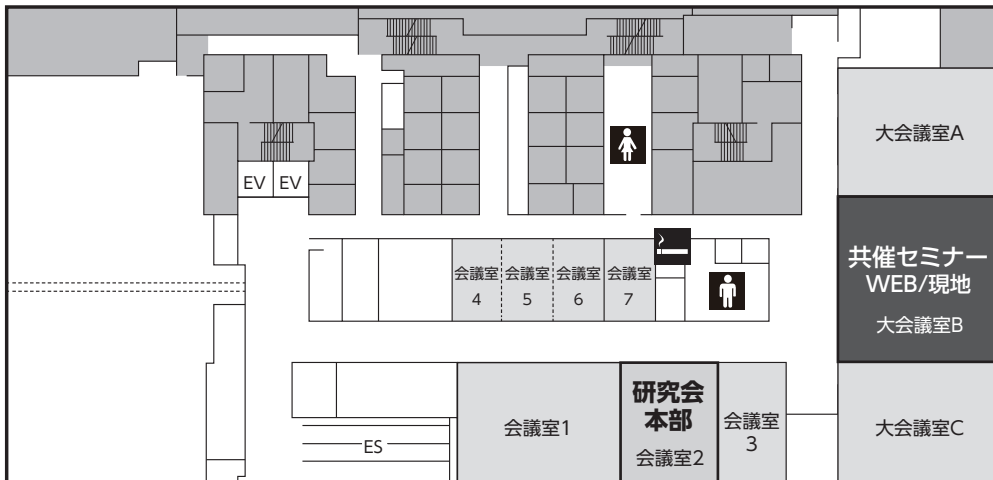 大会議室A
EV
EV
共催セミナー
WEB/現地
大会議室B
会議室
4
会議室
5
会議室
6
会議室
7
研究会
本部
会議室2
会議室1
会議室
3
大会議室C
ES